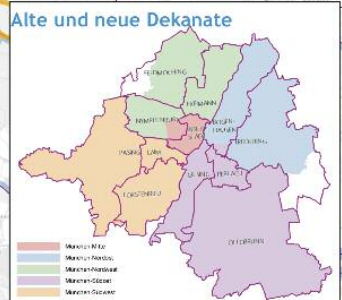 Alte und neue Dekanate
FELDMOCHING
FREIMANN
NYMPHENBURG
BOGEN-
HAUSEN
PASING
LAIM
GIESING
PERLACH
FORSTENRIED
OTTOBRUNN
München-Mitte
München-Nordost
München-Nordwest
München-Südost
München-Südwest